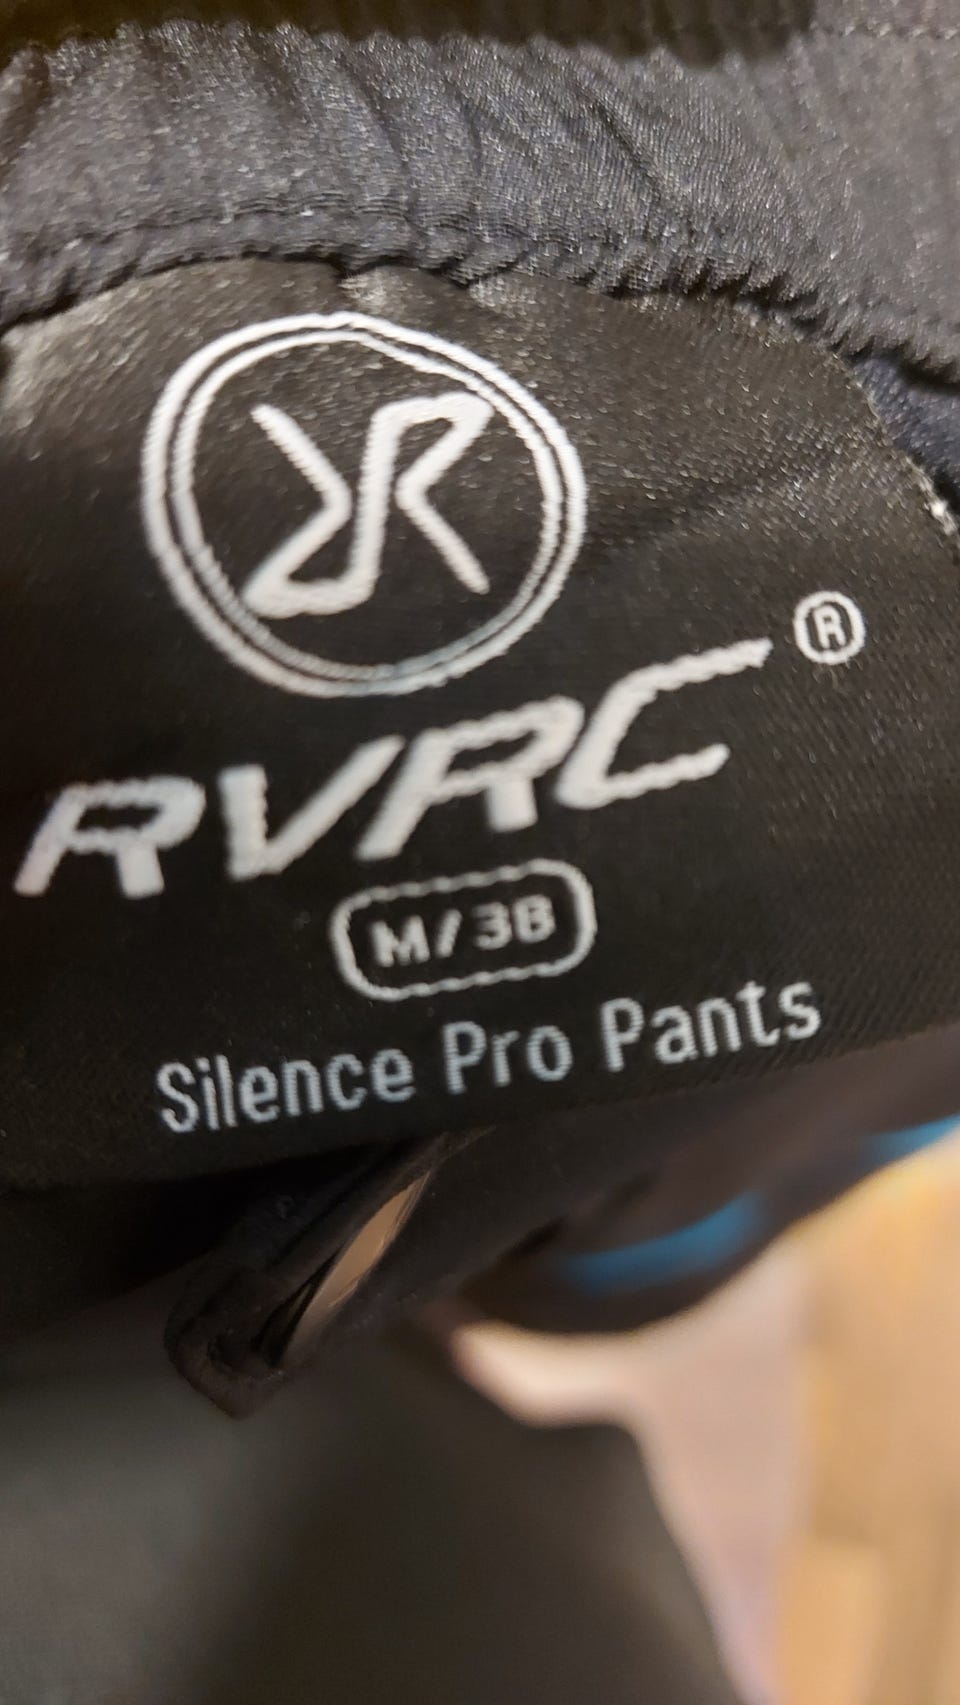 RVRC®
M/38
Silence Pro Pants